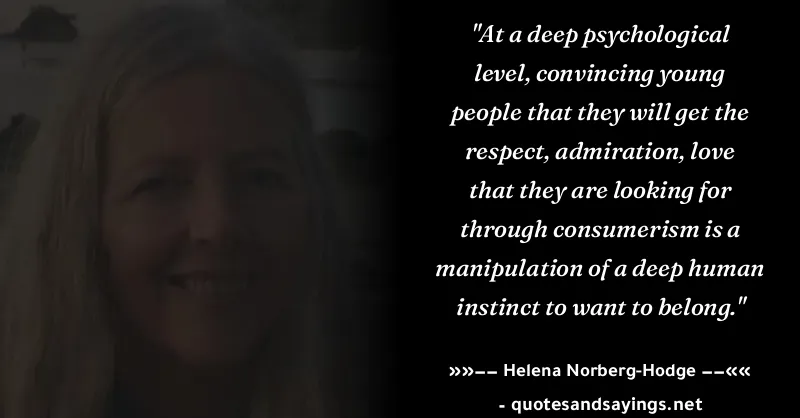 "At a deep psychological
level, convincing young
people that they will get the
respect, admiration, love
that they are looking for
through consumerism is a
manipulation of a deep human
instinct to want to belong."
»»–– Helena Norberg-Hodge ––««
- quotesandsayings.net